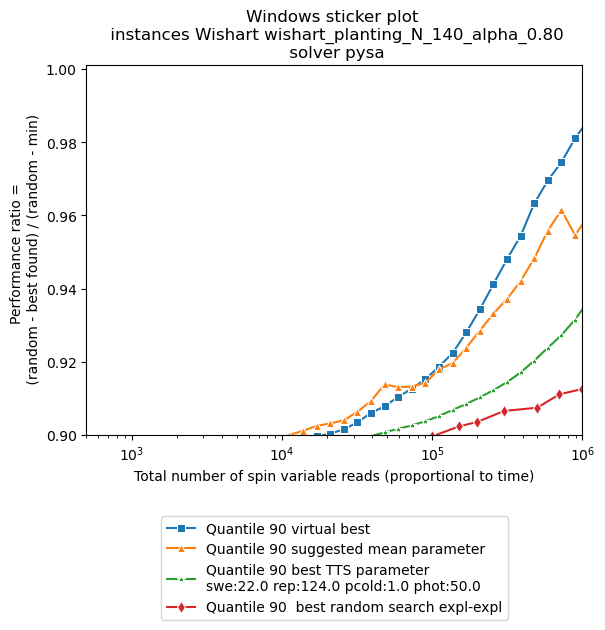 Windows sticker plot
instances Wishart wishart_planting_N_140_alpha_0.80
solver pysa
1.00
0.98
0.96
0.94
0.92
0.90
Performance ratio =
(random - best found) / (random - min)
10³
10⁴
10⁵
10⁶
Total number of spin variable reads (proportional to time)
Quantile 90 virtual best
Quantile 90 suggested mean parameter
Quantile 90 best TTS parameter
swe:22.0 rep:124.0 pcold:1.0 phot:50.0
Quantile 90  best random search expl-expl